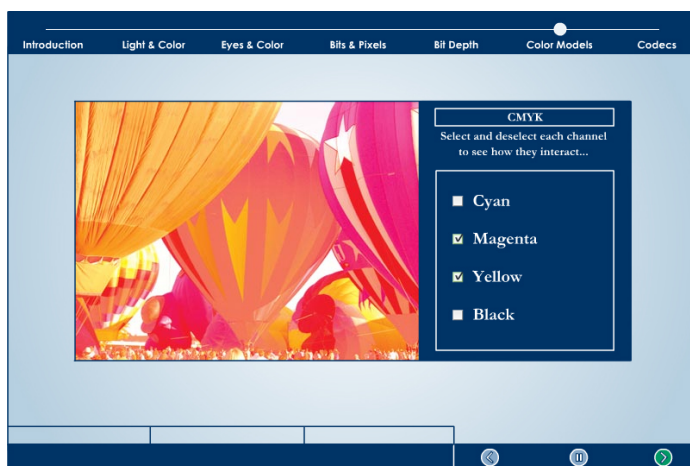 Introduction Light & Color Eyes & Color Bits & Pixels Bit Depth Color Models Codecs
CMYK
Select and deselect each channel
to see how they interact...
Cyan
Magenta
Yellow
Black